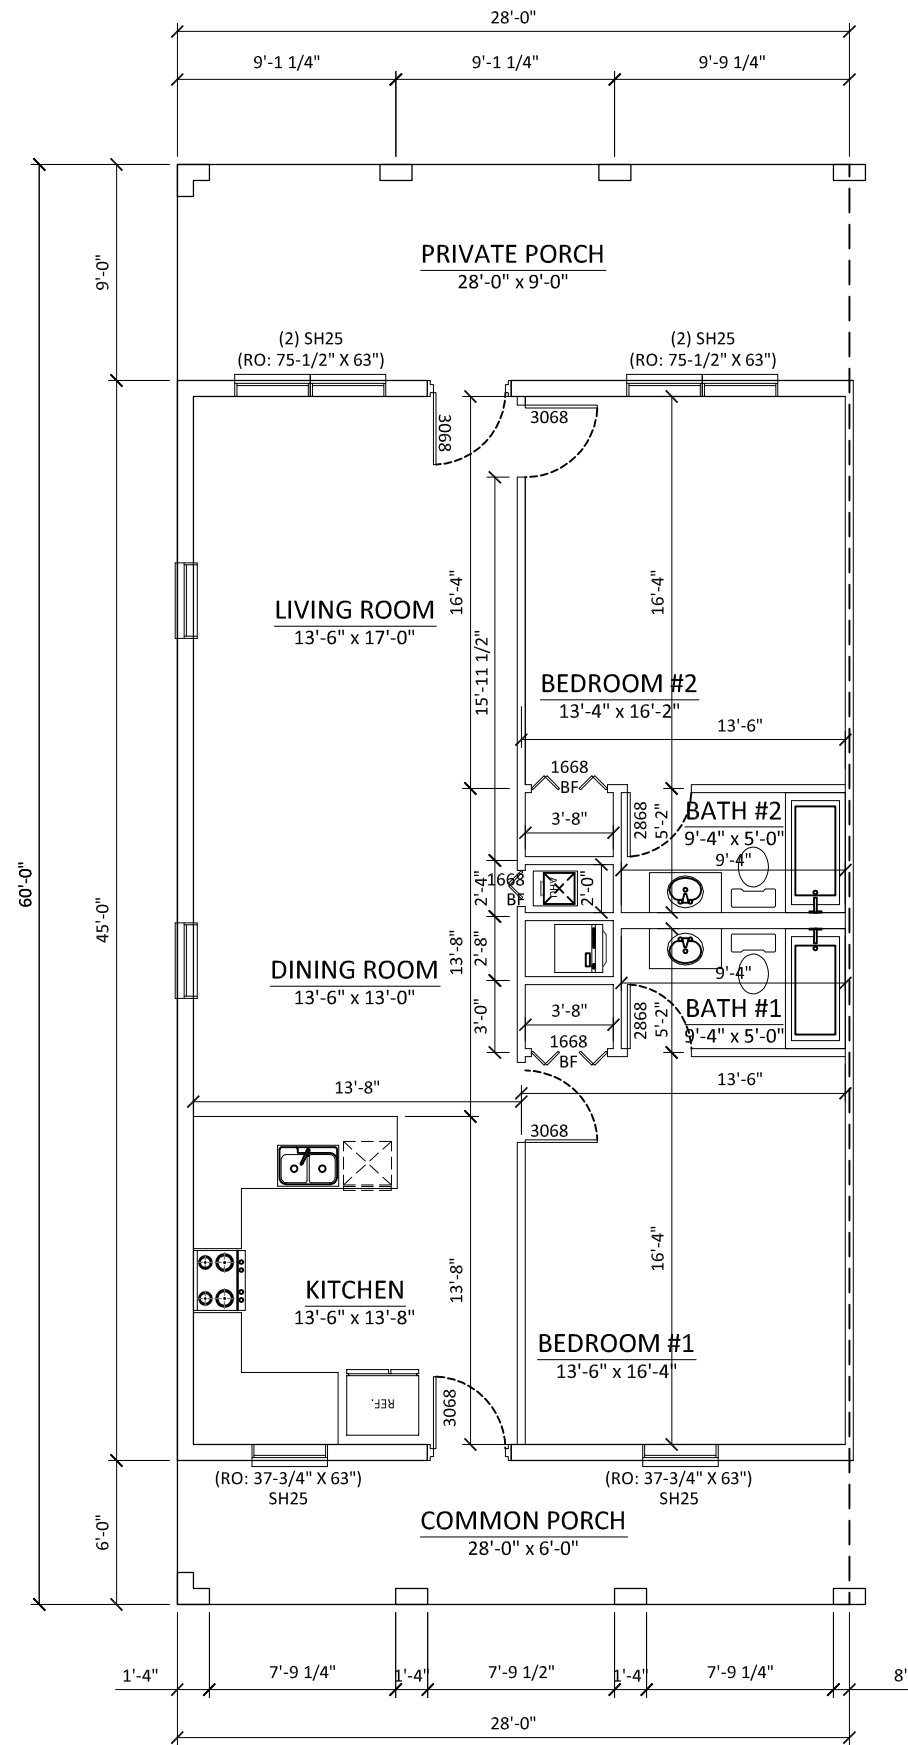 28'-0"
9'-1 1/4"
9'-1 1/4"
9'-9 1/4"
9'-0"
PRIVATE PORCH
28'-0" x 9'-0"
(2) SH25
(RO: 75-1/2" X 63")
(2) SH25
(RO: 75-1/2" X 63")
3068
3068
16'-4"
16'-4"
LIVING ROOM
13'-6" x 17'-0"
15'-11 1/2"
BEDROOM #2
13'-4" x 16'-2"
13'-6"
1668
BF
3'-8"
2868
5'-2"
BATH #2
9'-4" x 5'-0"
9'-4"
60'-0"
45'-0"
1668
BF
2'-4"
AHU
2'-0"
13'-8"
2'-8"
DINING ROOM
13'-6" x 13'-0"
9'-4"
3'-0"
3'-8"
2868
5'-2"
BATH #1
9'-4" x 5'-0"
1668
BF
13'-8"
13'-6"
3068
16'-4"
13'-8"
KITCHEN
13'-6" x 13'-8"
BEDROOM #1
13'-6" x 16'-4"
REF.
3068
(RO: 37-3/4" X 63")
SH25
(RO: 37-3/4" X 63")
SH25
6'-0"
COMMON PORCH
28'-0" x 6'-0"
1'-4"
7'-9 1/4"
1'-4"
7'-9 1/2"
1'-4"
7'-9 1/4"
8'
28'-0"